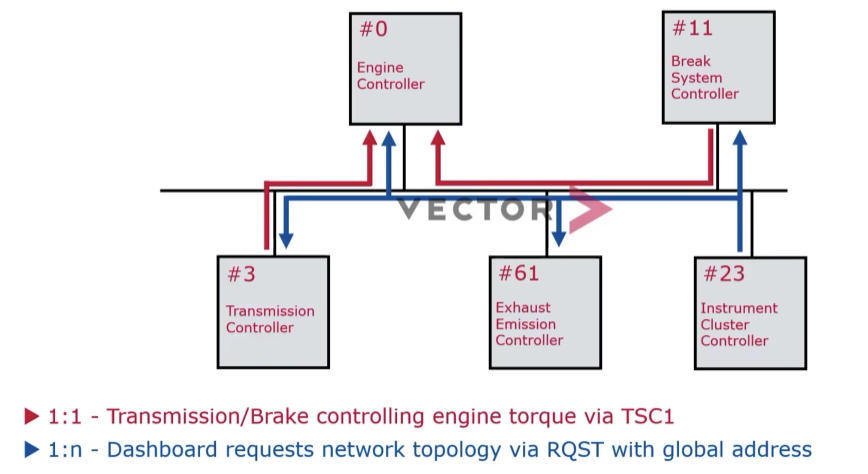 #0
Engine
Controller
#11
Break
System
Controller
VECTOR
#3
Transmission
Controller
#61
Exhaust
Emission
Controller
#23
Instrument
Cluster
Controller
1:1 - Transmission/Brake controlling engine torque via TSC1
1:n - Dashboard requests network topology via RQST with global address